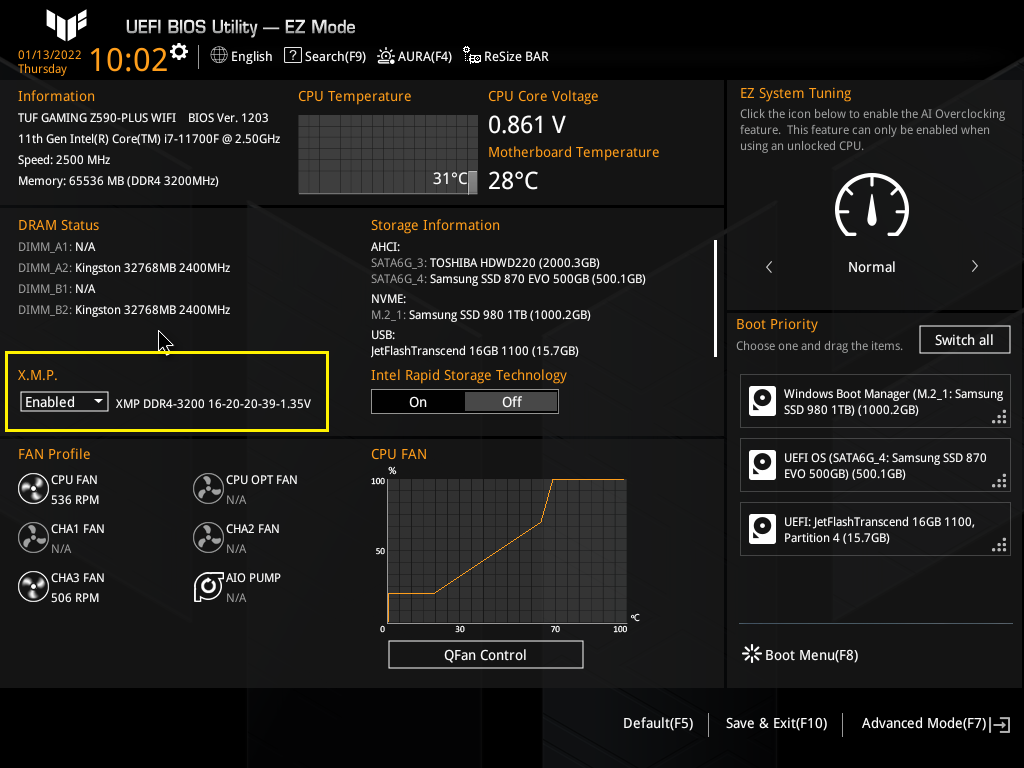 UEFI BIOS Utility — EZ Mode
01/13/2022
Thursday
10:02
English
Search(F9)
AURA(F4)
ReSize BAR
Information
TUF GAMING Z590-PLUS WIFI BIOS Ver. 1203
11th Gen Intel(R) Core(TM) i7-11700F @ 2.50GHz
Speed: 2500 MHz
Memory: 65536 MB (DDR4 3200MHz)
CPU Temperature
31°C
CPU Core Voltage
0.861 V
Motherboard Temperature
28°C
EZ System Tuning
Click the icon below to enable the AI Overclocking
feature. This feature can only be enabled when
using an unlocked CPU.
Normal
DRAM Status
DIMM_A1: N/A
DIMM_A2: Kingston 32768MB 2400MHz
DIMM_B1: N/A
DIMM_B2: Kingston 32768MB 2400MHz
Storage Information
AHCI:
SATA6G_3: TOSHIBA HDWD220 (2000.3GB)
SATA6G_4: Samsung SSD 870 EVO 500GB (500.1GB)
NVME:
M.2_1: Samsung SSD 980 1TB (1000.2GB)
USB:
JetFlashTranscend 16GB 1100 (15.7GB)
X.M.P.
Enabled
XMP DDR4-3200 16-20-20-39-1.35V
Intel Rapid Storage Technology
On
Off
Boot Priority
Choose one and drag the items.
Switch all
Windows Boot Manager (M.2_1: Samsung
SSD 980 1TB) (1000.2GB)
UEFI OS (SATA6G_4: Samsung SSD 870
EVO 500GB) (500.1GB)
UEFI: JetFlashTranscend 16GB 1100,
Partition 4 (15.7GB)
FAN Profile
CPU FAN
536 RPM
CPU OPT FAN
N/A
CHA1 FAN
N/A
CHA2 FAN
N/A
CHA3 FAN
506 RPM
AIO PUMP
N/A
CPU FAN
%
100
50
0
30
70
100
°C
QFan Control
Boot Menu(F8)
Default(F5)
Save & Exit(F10)
Advanced Mode(F7)